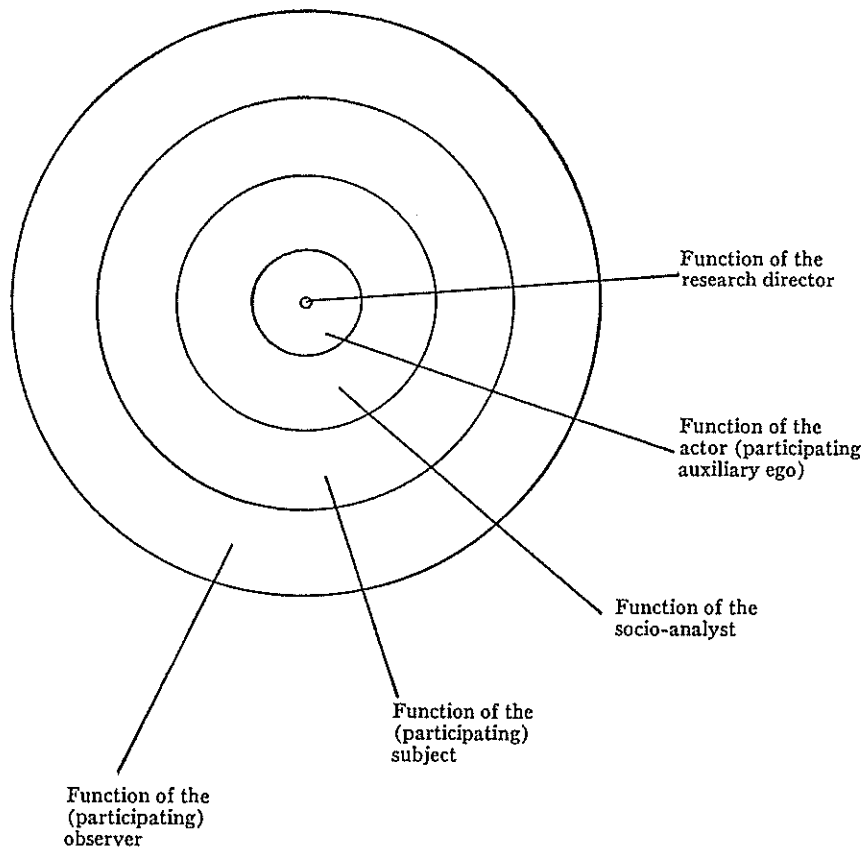 Function of the
research director
Function of the
actor (participating
auxiliary ego)
Function of the
socio-analyst
Function of the
(participating)
subject
Function of the
(participating)
observer